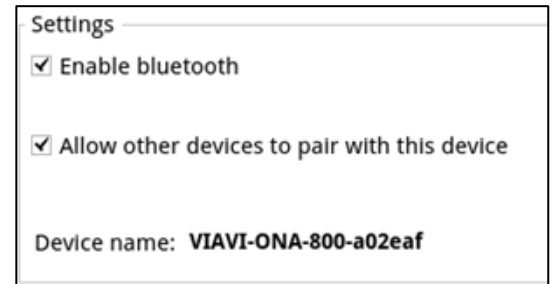 Settings
Enable bluetooth
Allow other devices to pair with this device
Device name: VIAVI-ONA-800-a02eaf